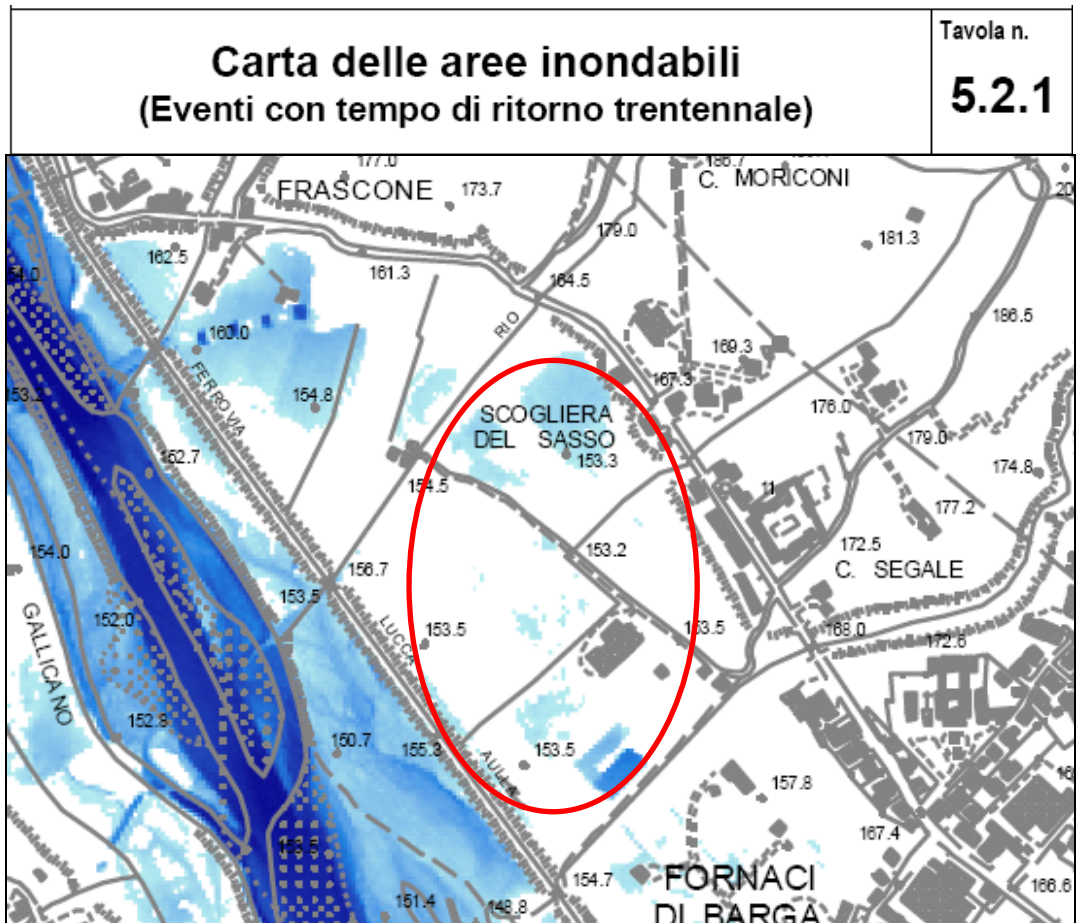 Carta delle aree inondabili
(Eventi con tempo di ritorno trentennale)
Tavola n.
5.2.1
177.0
186.7
FRASCONE
173.7
C. MORICONI
20
179.0
181.3
162.5
161.3
164.5
186.5
160.0
RIO
169.3
FERROVIA
154.8
167.3
176.0
SCOGLIERA
DEL SASSO
153.3
179.0
152.7
154.5
11
174.8
177.2
154.0
153.2
172.5
156.7
C. SEGALE
153.5
152.0
GALLICANO
LUCCA
153.5
153.5
168.0
172.6
152.8
150.7
155.3
153.5
AULLA
157.8
167.4
154.7
FORNACI
DI BARGA
166.6
151.4
148.8